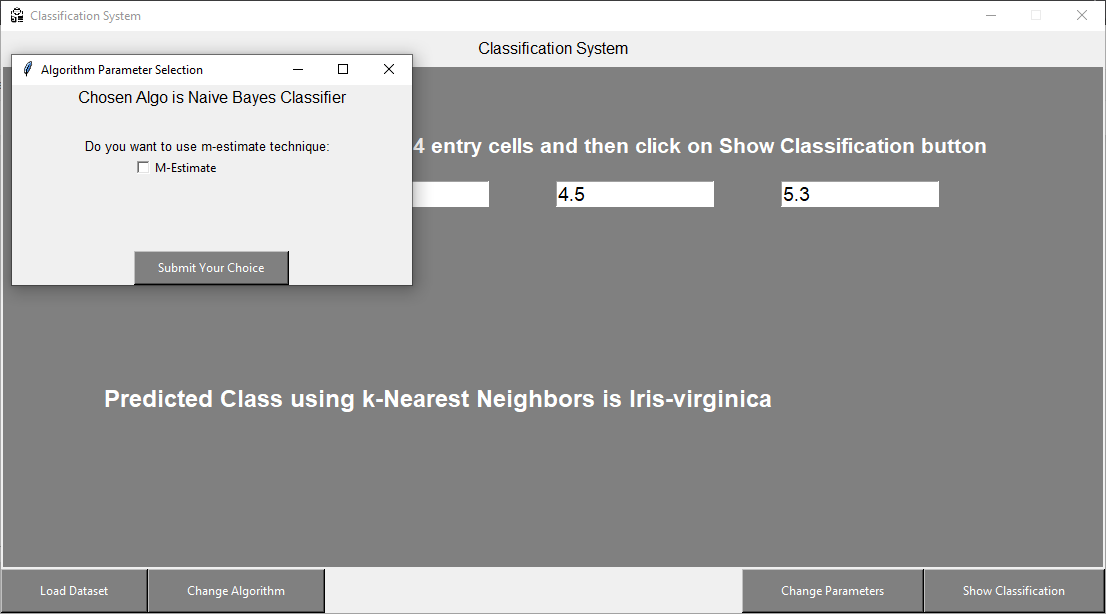 Classification System
Classification System
Algorithm Parameter Selection
Chosen Algo is Naive Bayes Classifier
Do you want to use m-estimate technique:
M-Estimate
Submit Your Choice
4 entry cells and then click on Show Classification button
4.5
5.3
Predicted Class using k-Nearest Neighbors is Iris-virginica
Load Dataset
Change Algorithm
Change Parameters
Show Classification